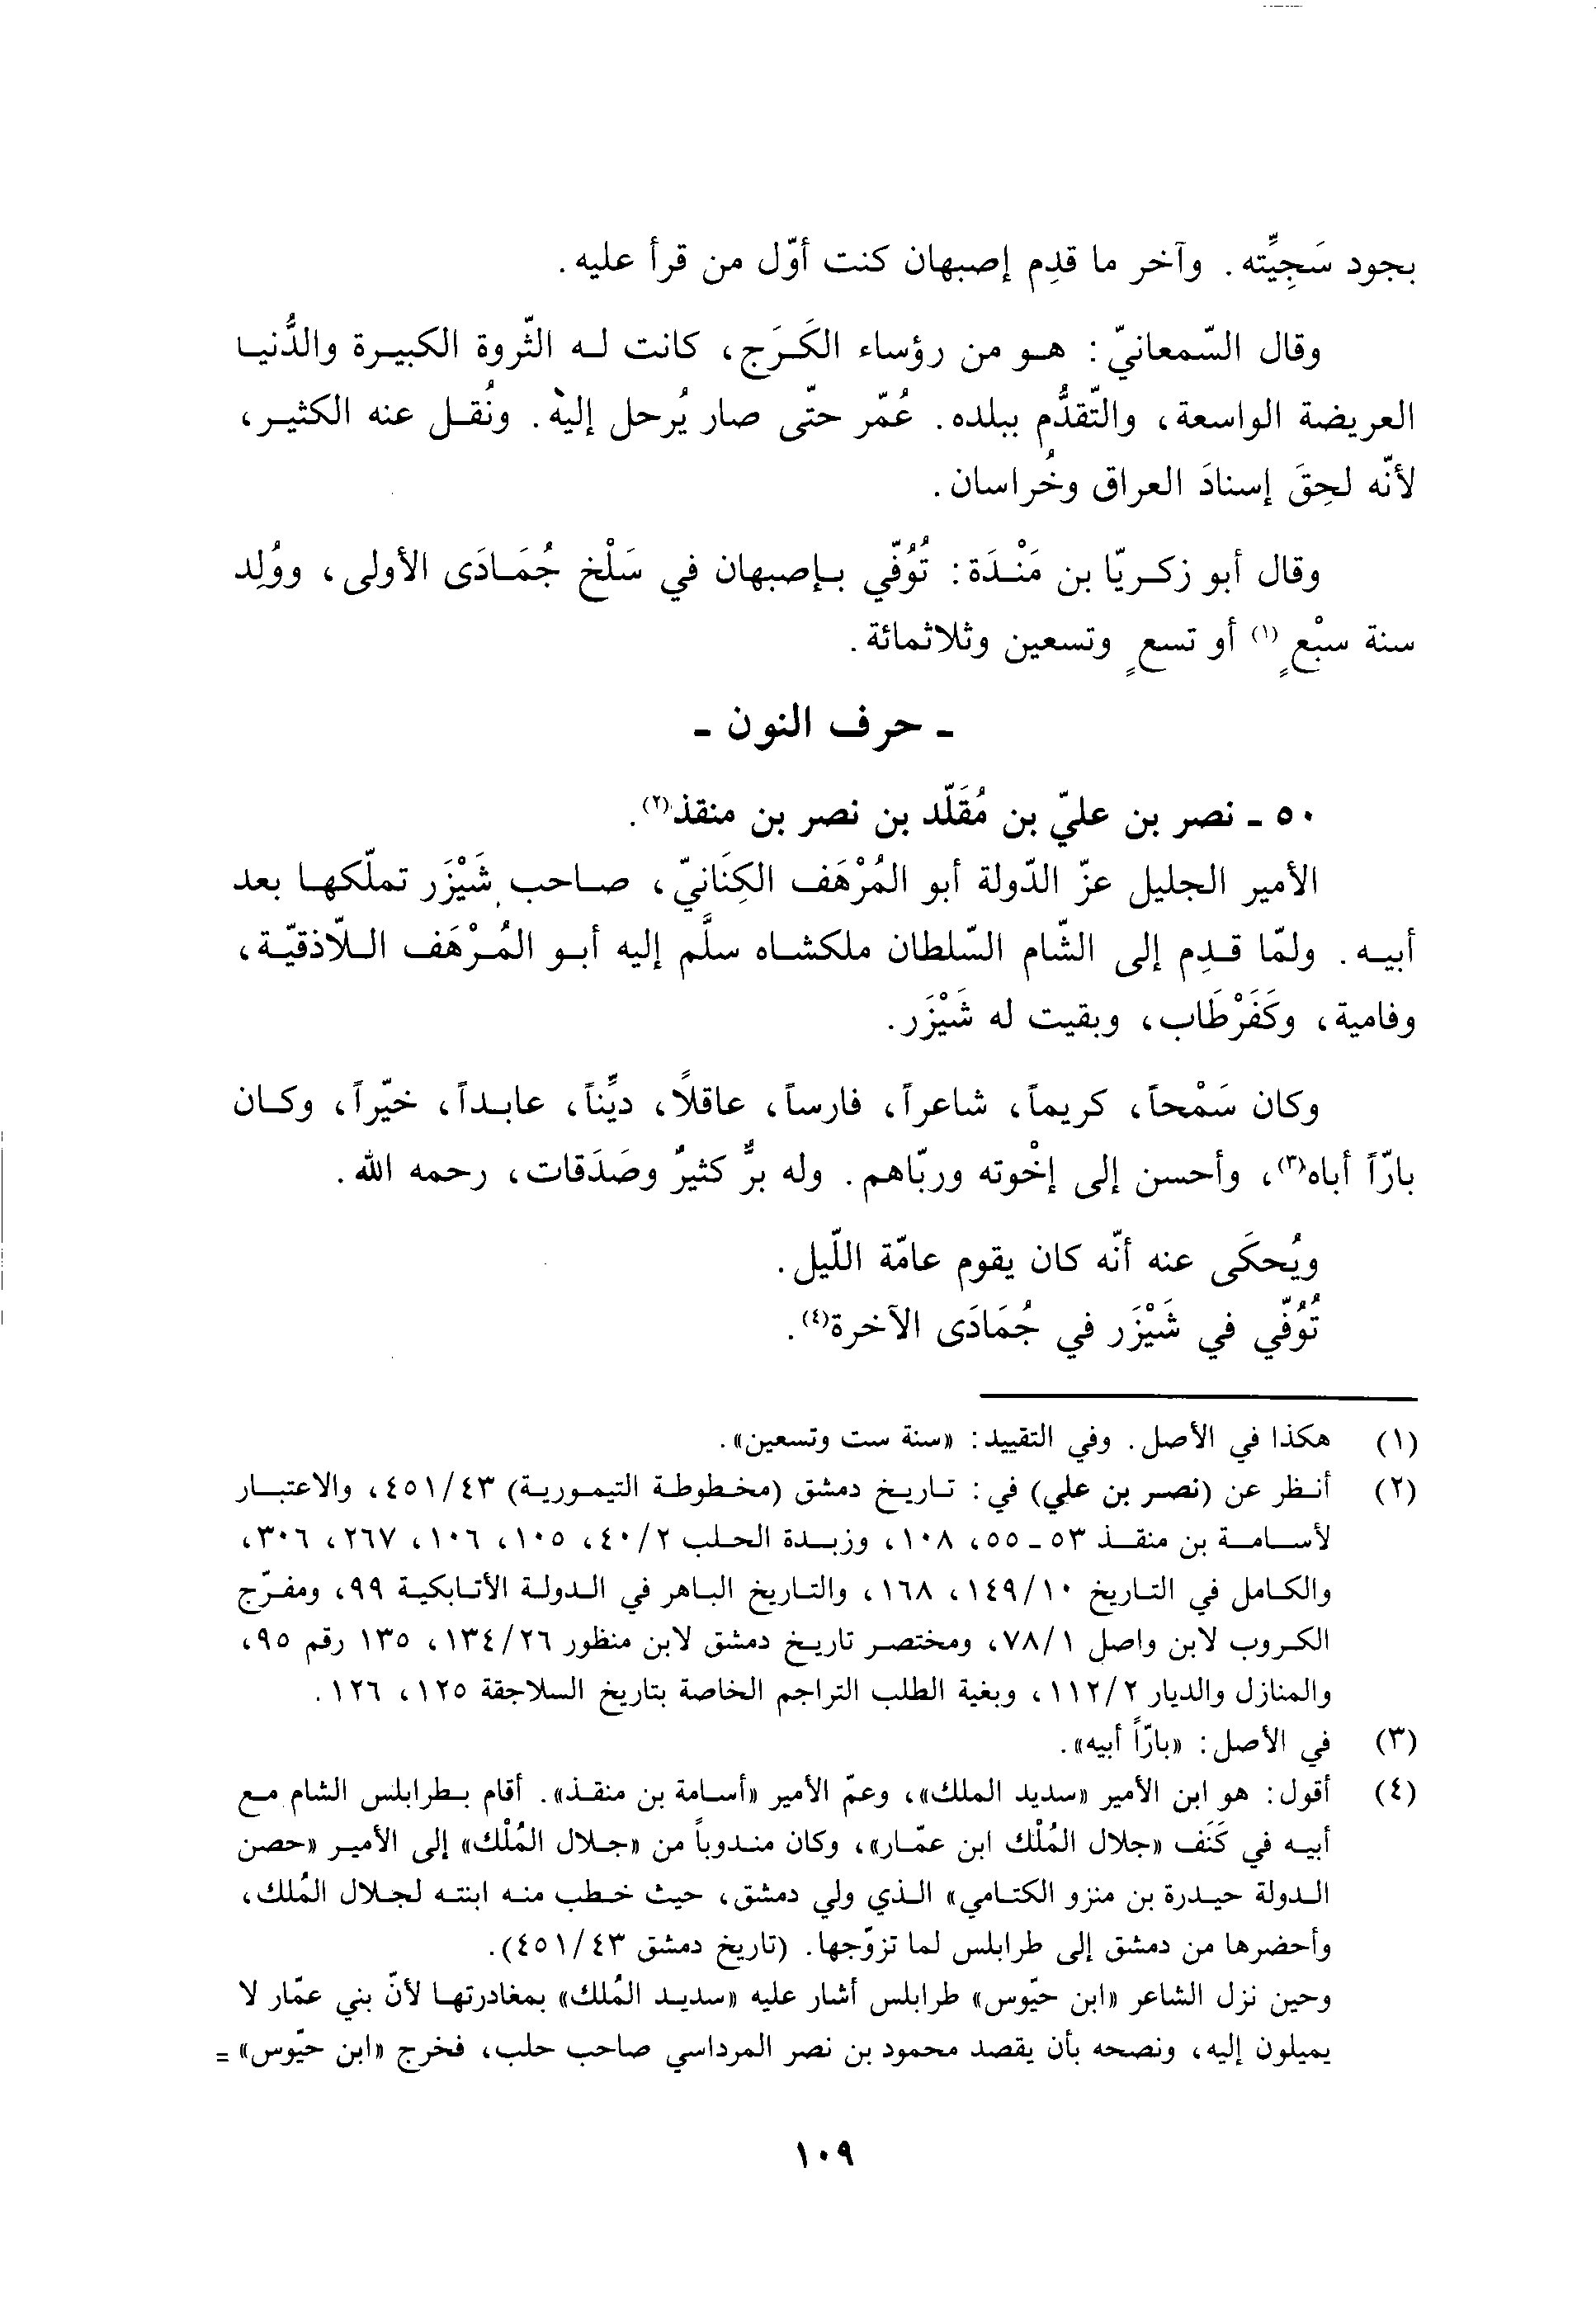 بجود سَجِيِّته. وآخر ما قدِم إصبهان كنت أوّل من قرأ عليه.
وقال السّمعانيّ: هو من رؤساء الكَرَج، كانت له الثّروة الكبيرة والدُّنيا
العريضة الواسعة، والتّقدُّم ببلده. عُمّر حتّى صار يُرحل إليه. ونُقل عنه الكثير،
لأنّه لحِقَ إسنادَ العراق وخُراسان.
وقال أبو زكريّا بن مَنْدَة: تُوُفّي بإصبهان في سَلْخ جُمَادَى الأولى، ووُلِد
سنة سبْعٍ(١) أو تسعٍ وتسعين وثلاثمائة.
ـ حرف النون ـ
٥٠ ـ نصر بن عليّ بن مُقَلّد بن نصر بن منقذ(٢).
الأمير الجليل عزّ الدّولة أبو المُرْهَف الكِنَانيّ، صاحب شَيْزَر تملّكها بعد
أبيه. ولمّا قدِم إلى الشّام السّلطان ملكشاه سلَّم إليه أبو المُرْهَف اللّاذقيّة،
وفامية، وكَفَرْطَاب، وبقيت له شَيْزَر.
وكان سَمْحاً، كريماً، شاعراً، فارساً، عاقلًا، ديِّناً، عابداً، خيّراً، وكان
بارّاً أباه(٣)، وأحسن إلى إخْوته وربّاهم. وله برٌّ كثيرٌ وصَدَقات، رحمه الله.
ويُحكَى عنه أنّه كان يقوم عامّة اللّيل.
تُوُفّي في شَيْزَر في جُمَادَى الآخرة(٤).
(١) هكذا في الأصل. وفي التقييد: «سنة ست وتسعين».
(٢) أنظر عن (نصر بن علي) في: تاريخ دمشق (مخطوطة التيمورية) ٤٥١/٤٣، والاعتبار
لأسامة بن منقذ ٥٣ ـ ٥٥، ١٠٨، وزبدة الحلب ٤٠/٢، ١٠٥، ١٠٦، ٢٦٧، ٣٠٦،
والكامل في التاريخ ١٤٩/١٠، ١٦٨، والتاريخ الباهر في الدولة الأتابكية ٩٩، ومفرّج
الكروب لابن واصل ٧٨/١، ومختصر تاريخ دمشق لابن منظور ١٣٤/٢٦، ١٣٥ رقم ٩٥،
والمنازل والديار ١١٢/٢، وبغية الطلب التراجم الخاصة بتاريخ السلاجقة ١٢٥، ١٢٦.
(٣) في الأصل: «بارّاً أبيه».
(٤) أقول: هو ابن الأمير «سديد الملك»، وعمّ الأمير «أسامة بن منقذ». أقام بطرابلس الشام مع
أبيه في كَنَف «جلال المُلْك ابن عمّار»، وكان مندوباً من «جلال المُلْك» إلى الأمير «حصن
الدولة حيدرة بن منزو الكتامي» الذي ولي دمشق، حيث خطب منه ابنته لجلال المُلك،
وأحضرها من دمشق إلى طرابلس لما تزوّجها. (تاريخ دمشق ٤٥١/٤٣).
وحين نزل الشاعر «ابن حيّوس» طرابلس أشار عليه «سديد المُلك» بمغادرتها لأنّ بني عمّار لا
يميلون إليه، ونصحه بأن يقصد محمود بن نصر المرداسي صاحب حلب، فخرج «ابن حيّوس» =
١٠٩